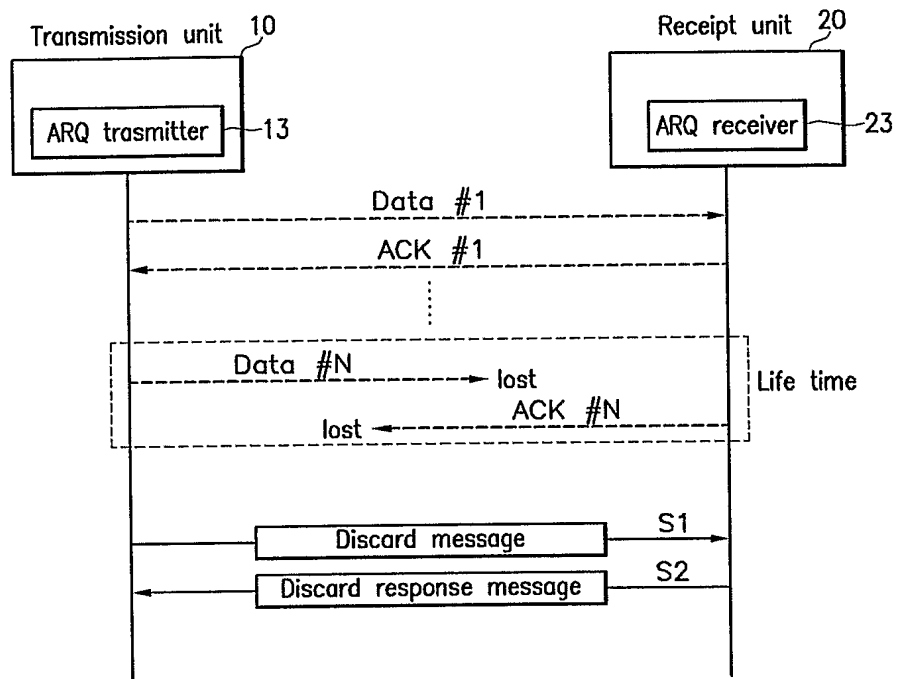 Transmission unit 10
Receipt unit 20
ARQ trasmitter 13
ARQ receiver 23
Data #1
ACK #1
Data #N
lost
Life time
ACK #N
lost
Discard message
S1
Discard response message
S2